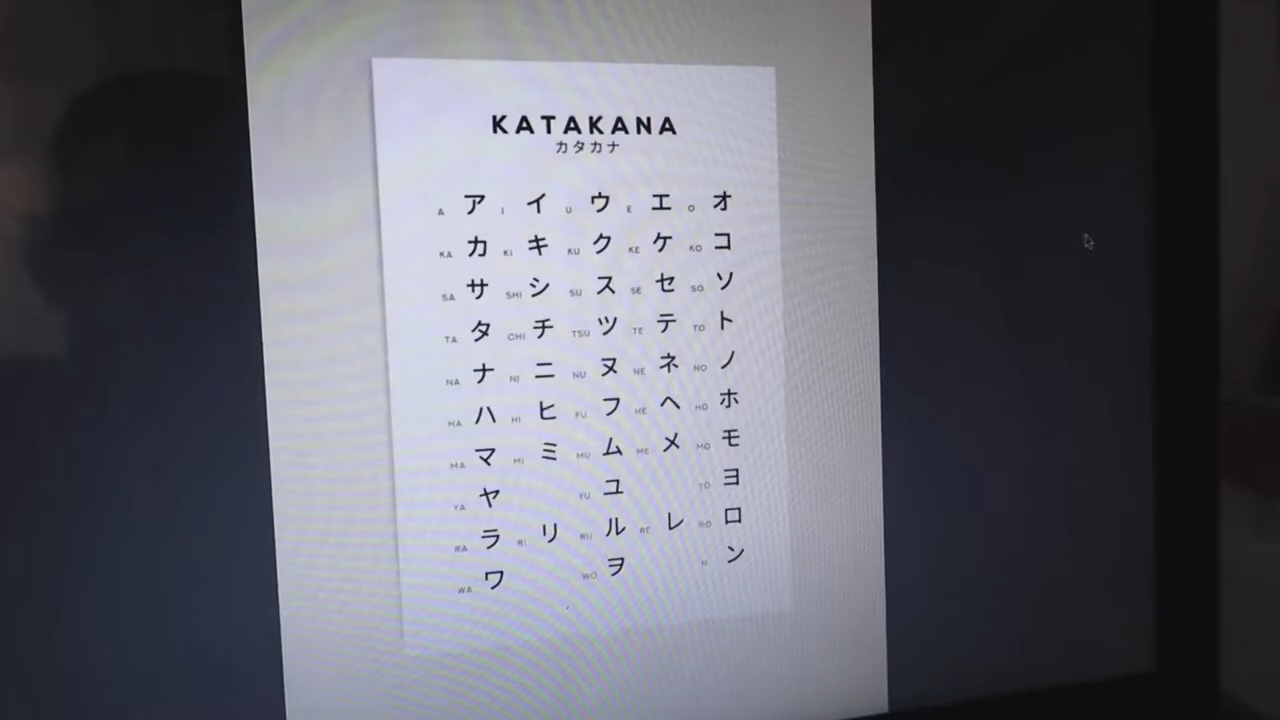 KATAKANA
カタカナ
A ア I イ U ウ E エ O オ
KA カ KI キ KU ク KE ケ KO コ
SA サ SHI シ SU ス SE セ SO ソ
TA タ CHI チ TSU ツ TE テ TO ト
NA ナ NI ニ NU ヌ NE ネ NO ノ
HA ハ HI ヒ FU フ HE ヘ HO ホ
MA マ MI ミ MU ム ME メ MO モ
YA ヤ YU ユ YO ヨ
RA ラ RI リ RU ル RE レ RO ロ
WA ワ WO ヲ N ン